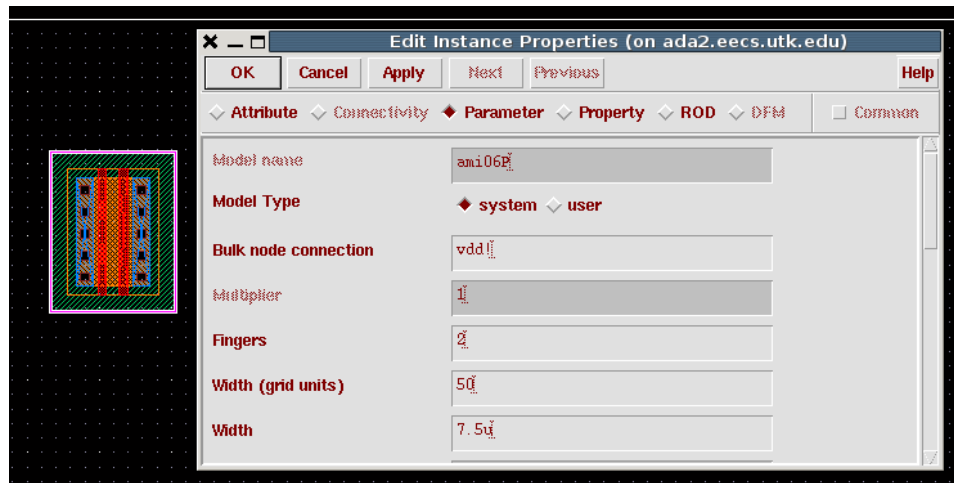 Edit Instance Properties (on ada2.eecs.utk.edu)
OK Cancel Apply Next Previous Help
Attribute Connectivity Parameter Property ROD DFM Common
Model name ami06P
Model Type system user
Bulk node connection vdd!
Multiplier 1
Fingers 2
Width (grid units) 50
Width 7.5u